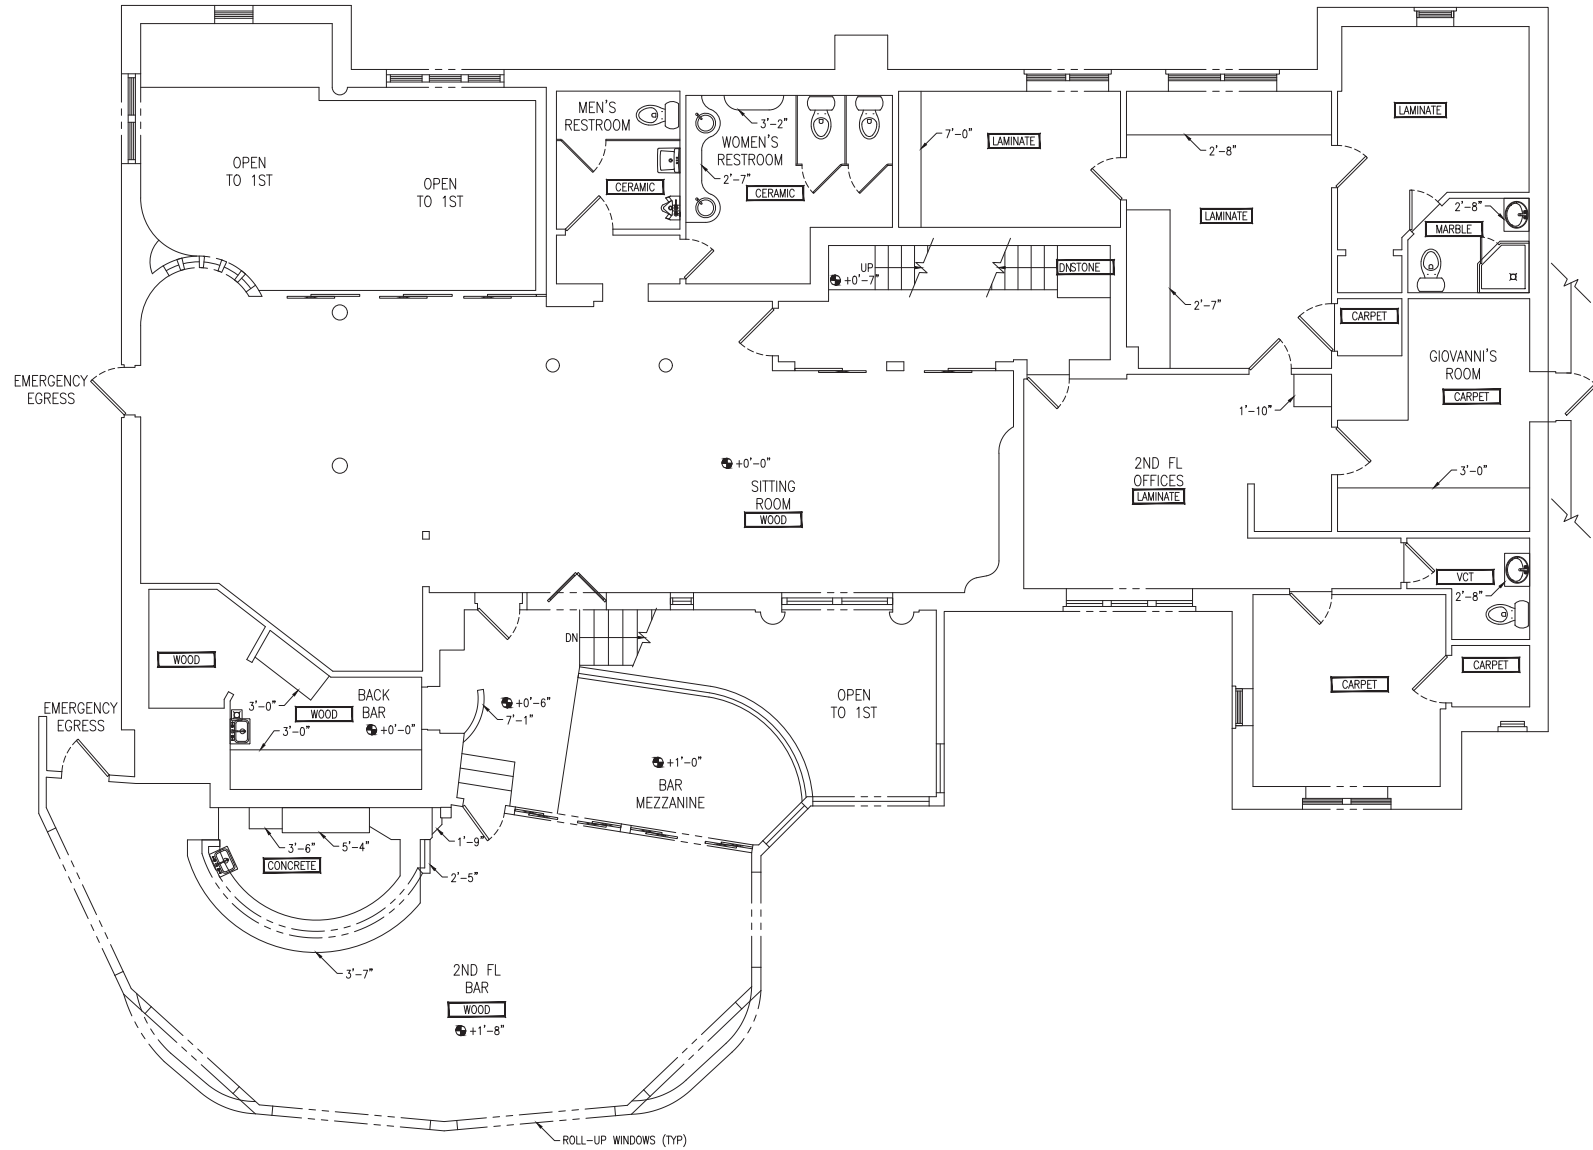 MEN'S
RESTROOM
CERAMIC
3'-2"
WOMEN'S
RESTROOM
2'-7"
CERAMIC
7'-0"
LAMINATE
2'-8"
LAMINATE
LAMINATE
2'-8"
MARBLE
OPEN
TO 1ST
OPEN
TO 1ST
UP
+0'-7"
DNSTONE
2'-7"
CARPET
GIOVANNI'S
ROOM
CARPET
EMERGENCY
EGRESS
1'-10"
+0'-0"
SITTING
ROOM
WOOD
2ND FL
OFFICES
LAMINATE
3'-0"
VCT
2'-8"
DN
WOOD
CARPET
CARPET
3'-0"
WOOD
BACK
BAR
+0'-0"
3'-0"
+0'-6"
7'-1"
OPEN
TO 1ST
EMERGENCY
EGRESS
+1'-0"
BAR
MEZZANINE
3'-6"
5'-4"
1'-9"
CONCRETE
2'-5"
3'-7"
2ND FL
BAR
WOOD
+1'-8"
ROLL-UP WINDOWS (TYP)